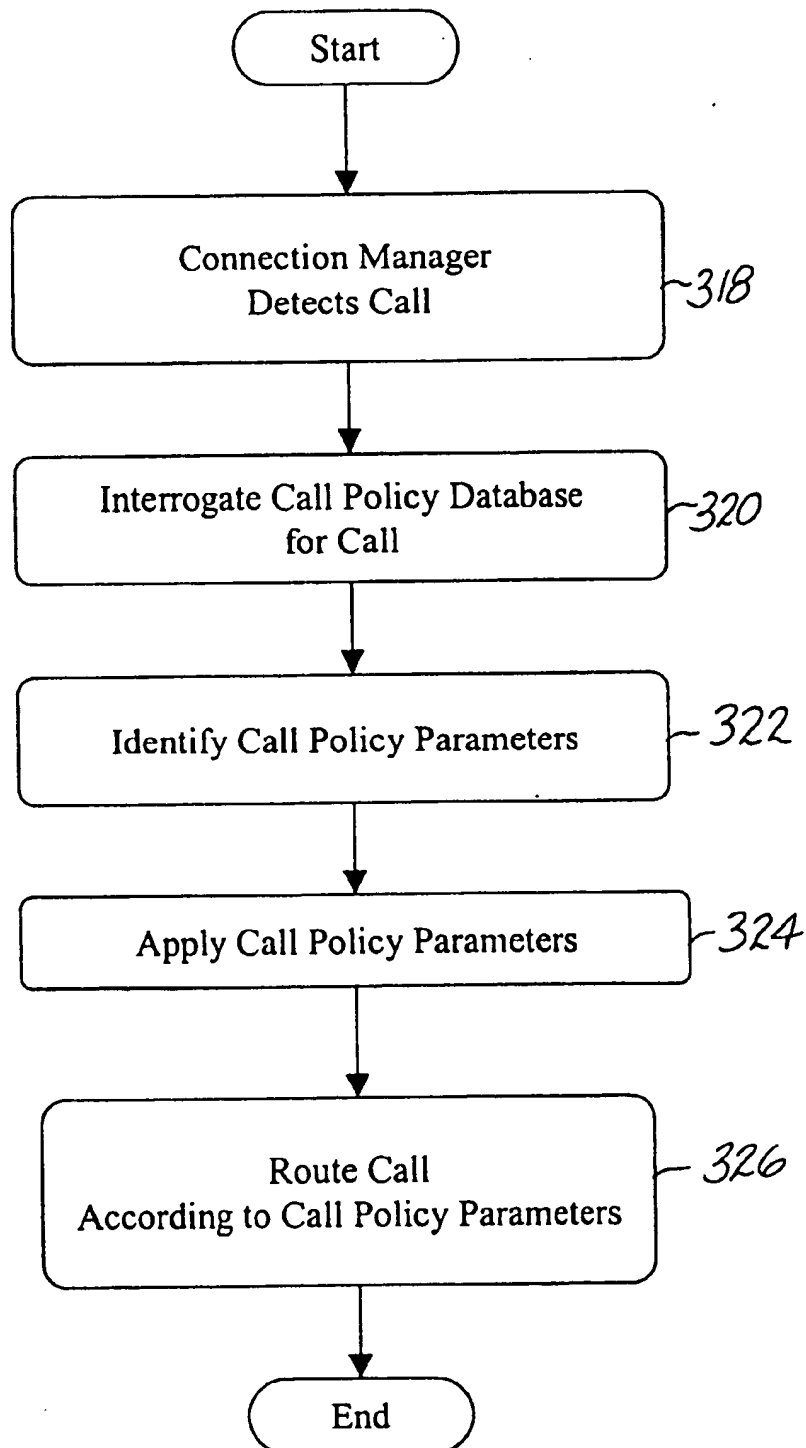 Start
Connection Manager
Detects Call
318
Interrogate Call Policy Database
for Call
320
Identify Call Policy Parameters
322
Apply Call Policy Parameters
324
Route Call
According to Call Policy Parameters
326
End